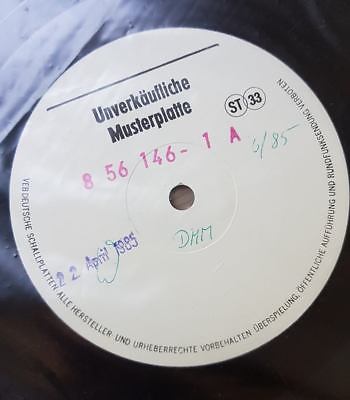 Unverkäufliche
Musterplatte
ST 33
8 56 146-1 A
6/85
22. April 1985
DMM
VEB DEUTSCHE SCHALLPLATTEN ALLE HERSTELLER- UND URHEBERRECHTE VORBEHALTEN ÜBERSPIELUNG, ÖFFENTLICHE AUFFÜHRUNG UND RUNDFUNKSENDUNG VERBOTEN